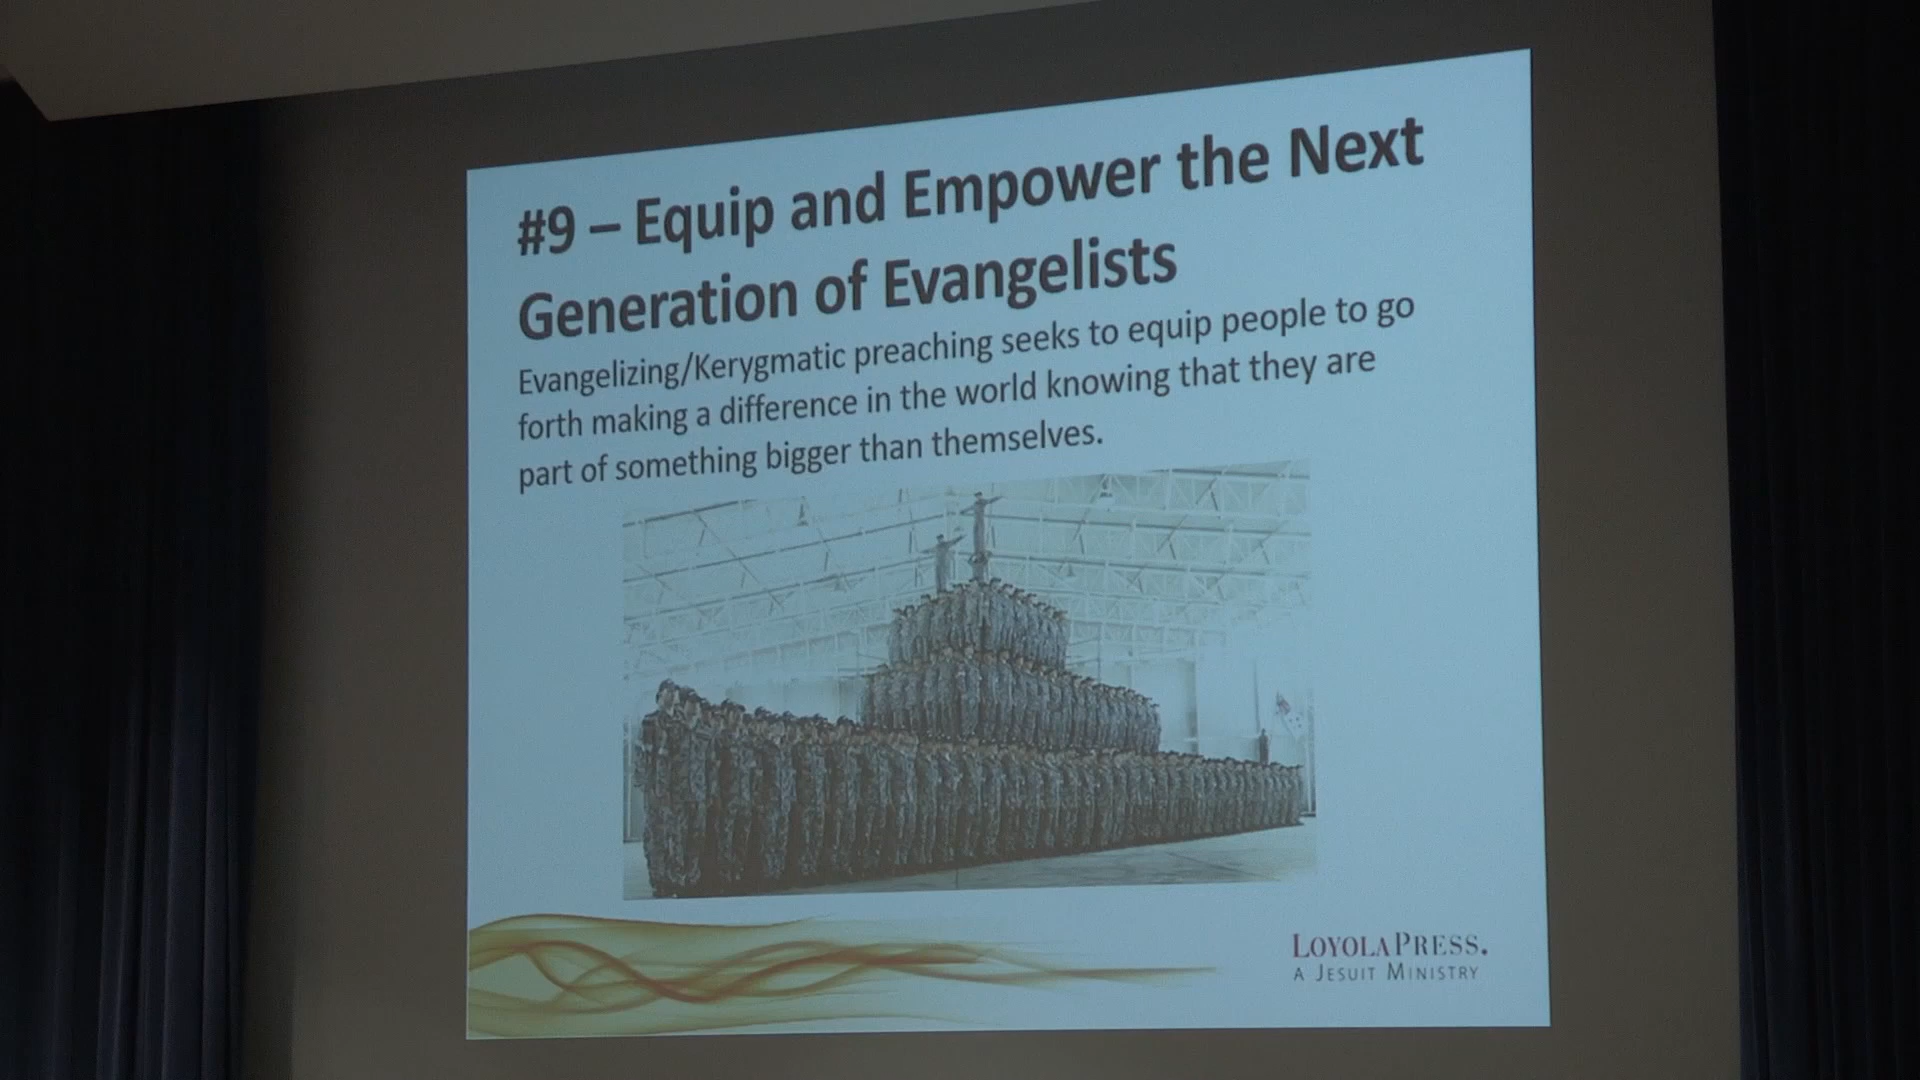 #9 – Equip and Empower the Next
Generation of Evangelists
Evangelizing/Kerygmatic preaching seeks to equip people to go
forth making a difference in the world knowing that they are
part of something bigger than themselves.
LOYOLA PRESS.
A JESUIT MINISTRY